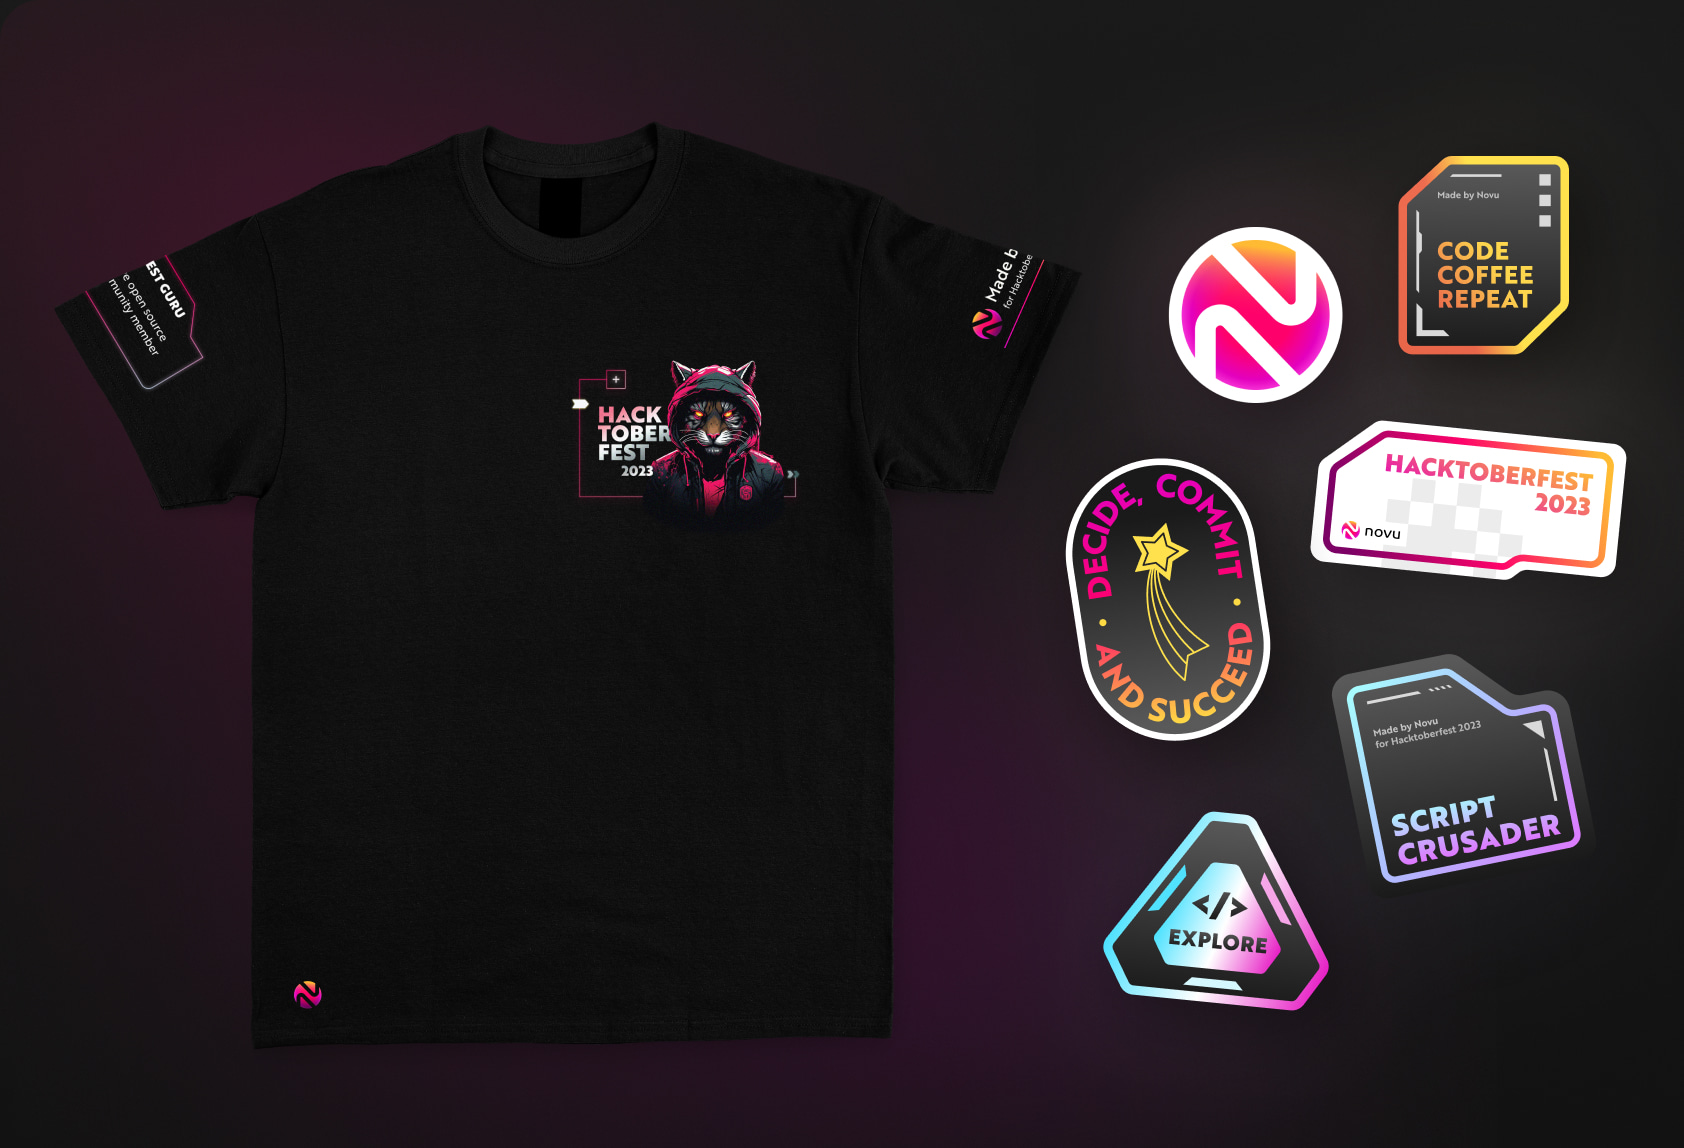 EST GURU
e open source
munity member
Made b
for Hacktobe
HACK
TOBER
FEST
2023
Made by Novu
CODE
COFFEE
REPEAT
HACKTOBERFEST
2023
novu
DECIDE, COMMIT
AND SUCCEED
Made by Novu
for Hacktoberfest 2023
SCRIPT
CRUSADER
</>
EXPLORE